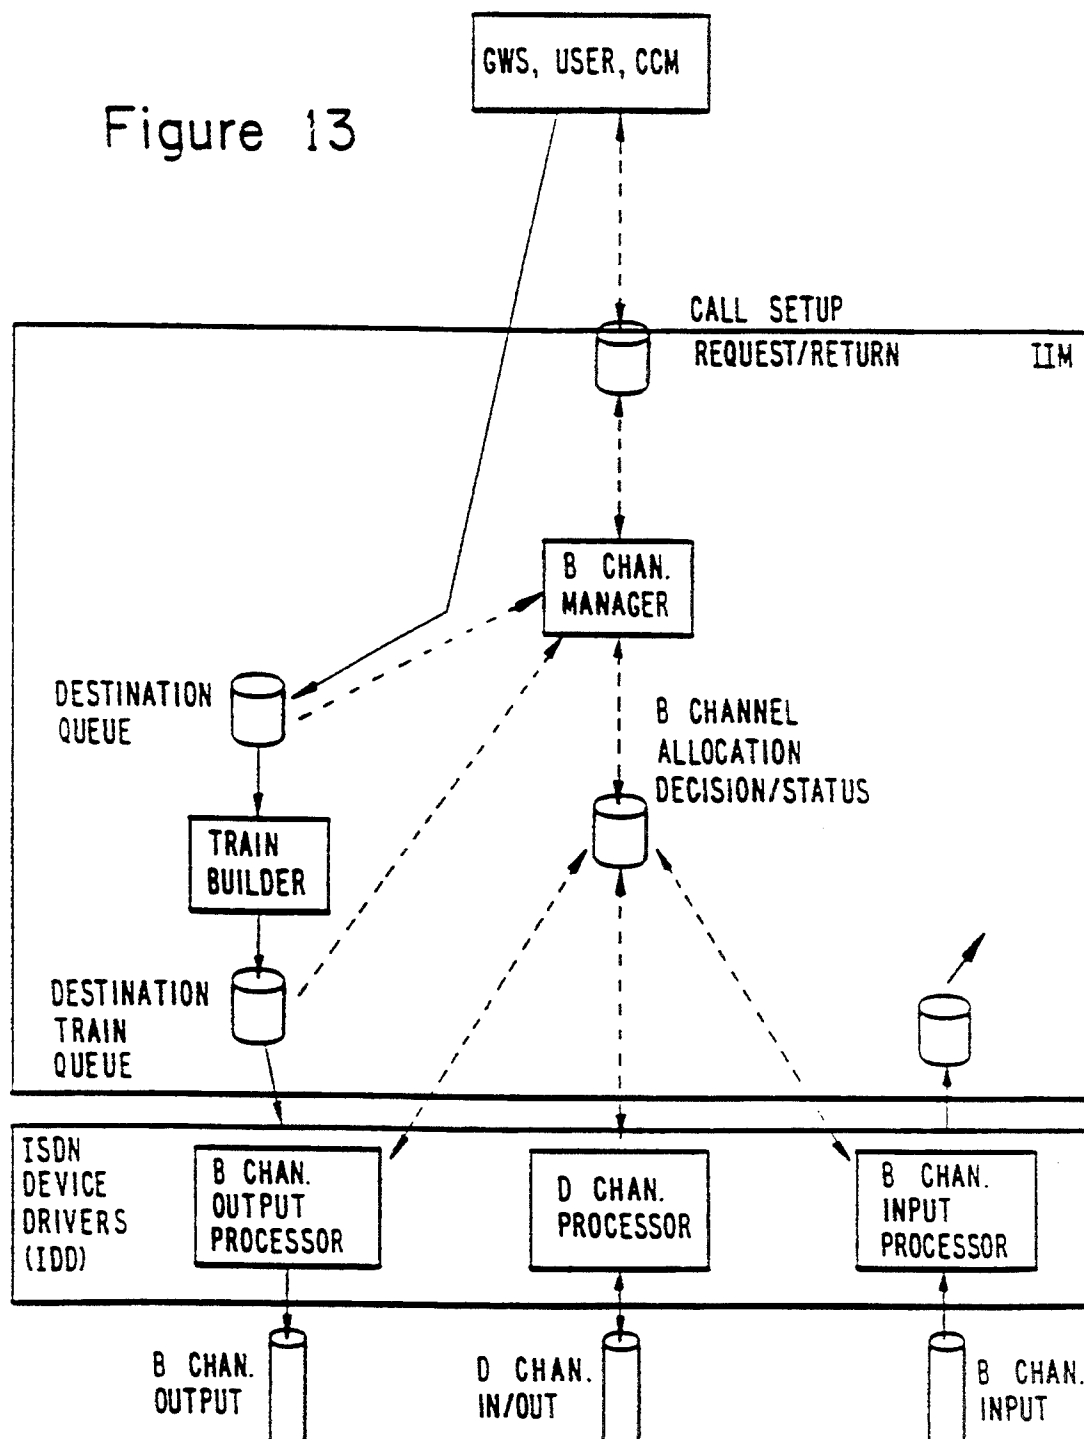 GWS, USER, CCM
Figure 13
CALL SETUP
REQUEST/RETURN
IIM
B CHAN.
MANAGER
DESTINATION
QUEUE
B CHANNEL
ALLOCATION
DECISION/STATUS
TRAIN
BUILDER
DESTINATION
TRAIN
QUEUE
ISDN
DEVICE
DRIVERS
(IDD)
B CHAN.
OUTPUT
PROCESSOR
D CHAN.
PROCESSOR
B CHAN.
INPUT
PROCESSOR
B CHAN.
OUTPUT
D CHAN.
IN/OUT
B CHAN.
INPUT